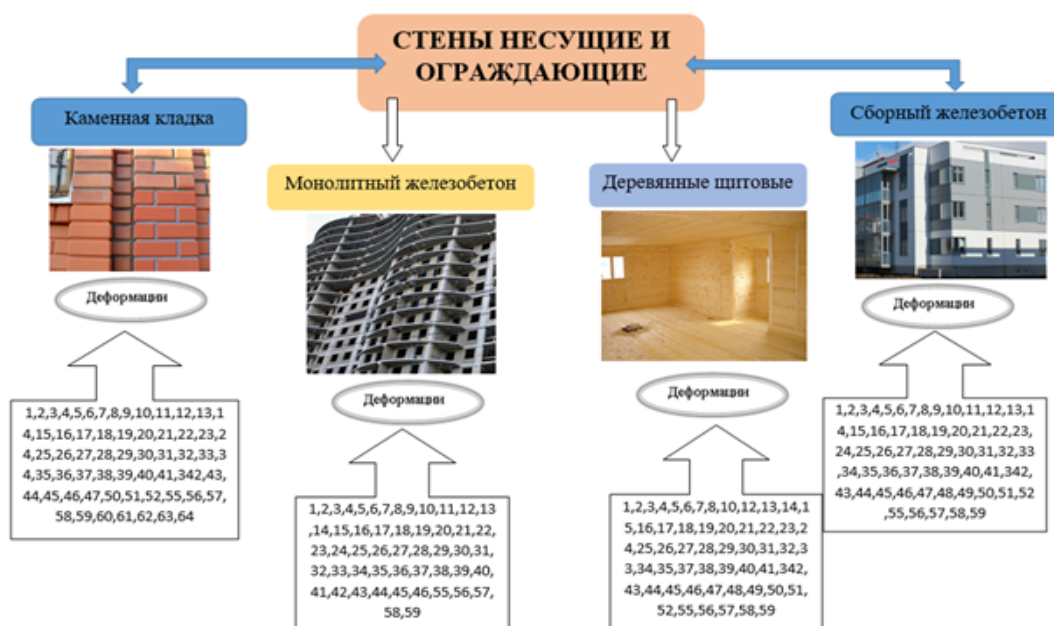 СТЕНЫ НЕСУЩИЕ И
ОГРАЖДАЮЩИЕ
Каменная кладка
Деформации
1,2,3,4,5,6,7,8,9,10,11,12,13,1
4,15,16,17,18,19,20,21,22,23,2
4,25,26,27,28,29,30,31,32,33,3
4,35,36,37,38,39,40,41,342,43,
44,45,46,47,50,51,52,55,56,57,
58,59,60,61,62,63,64
Монолитный железобетон
Деформации
1,2,3,4,5,6,7,8,9,10,11,12,13
,14,15,16,17,18,19,20,21,22,
23,24,25,26,27,28,29,30,31,
32,33,34,35,36,37,38,39,40,
41,42,43,44,45,46,55,56,57,
58,59
Деревянные щитовые
Деформации
1,2,3,4,5,6,7,8,10,12,13,14,1
5,16,17,18,19,20,21,22,23,2
4,25,26,27,28,29,30,31,32,3
3,34,35,37,38,39,40,41,342,
43,44,45,46,47,48,49,50,51,
52,55,56,57,58,59
Сборный железобетон
Деформации
1,2,3,4,5,6,7,8,9,10,11,12,13,1
4,15,16,17,18,19,20,21,22,23,
24,25,26,27,28,29,30,31,32,33
,34,35,36,37,38,39,40,41,342,
43,44,45,46,47,48,49,50,51,52
,55,56,57,58,59